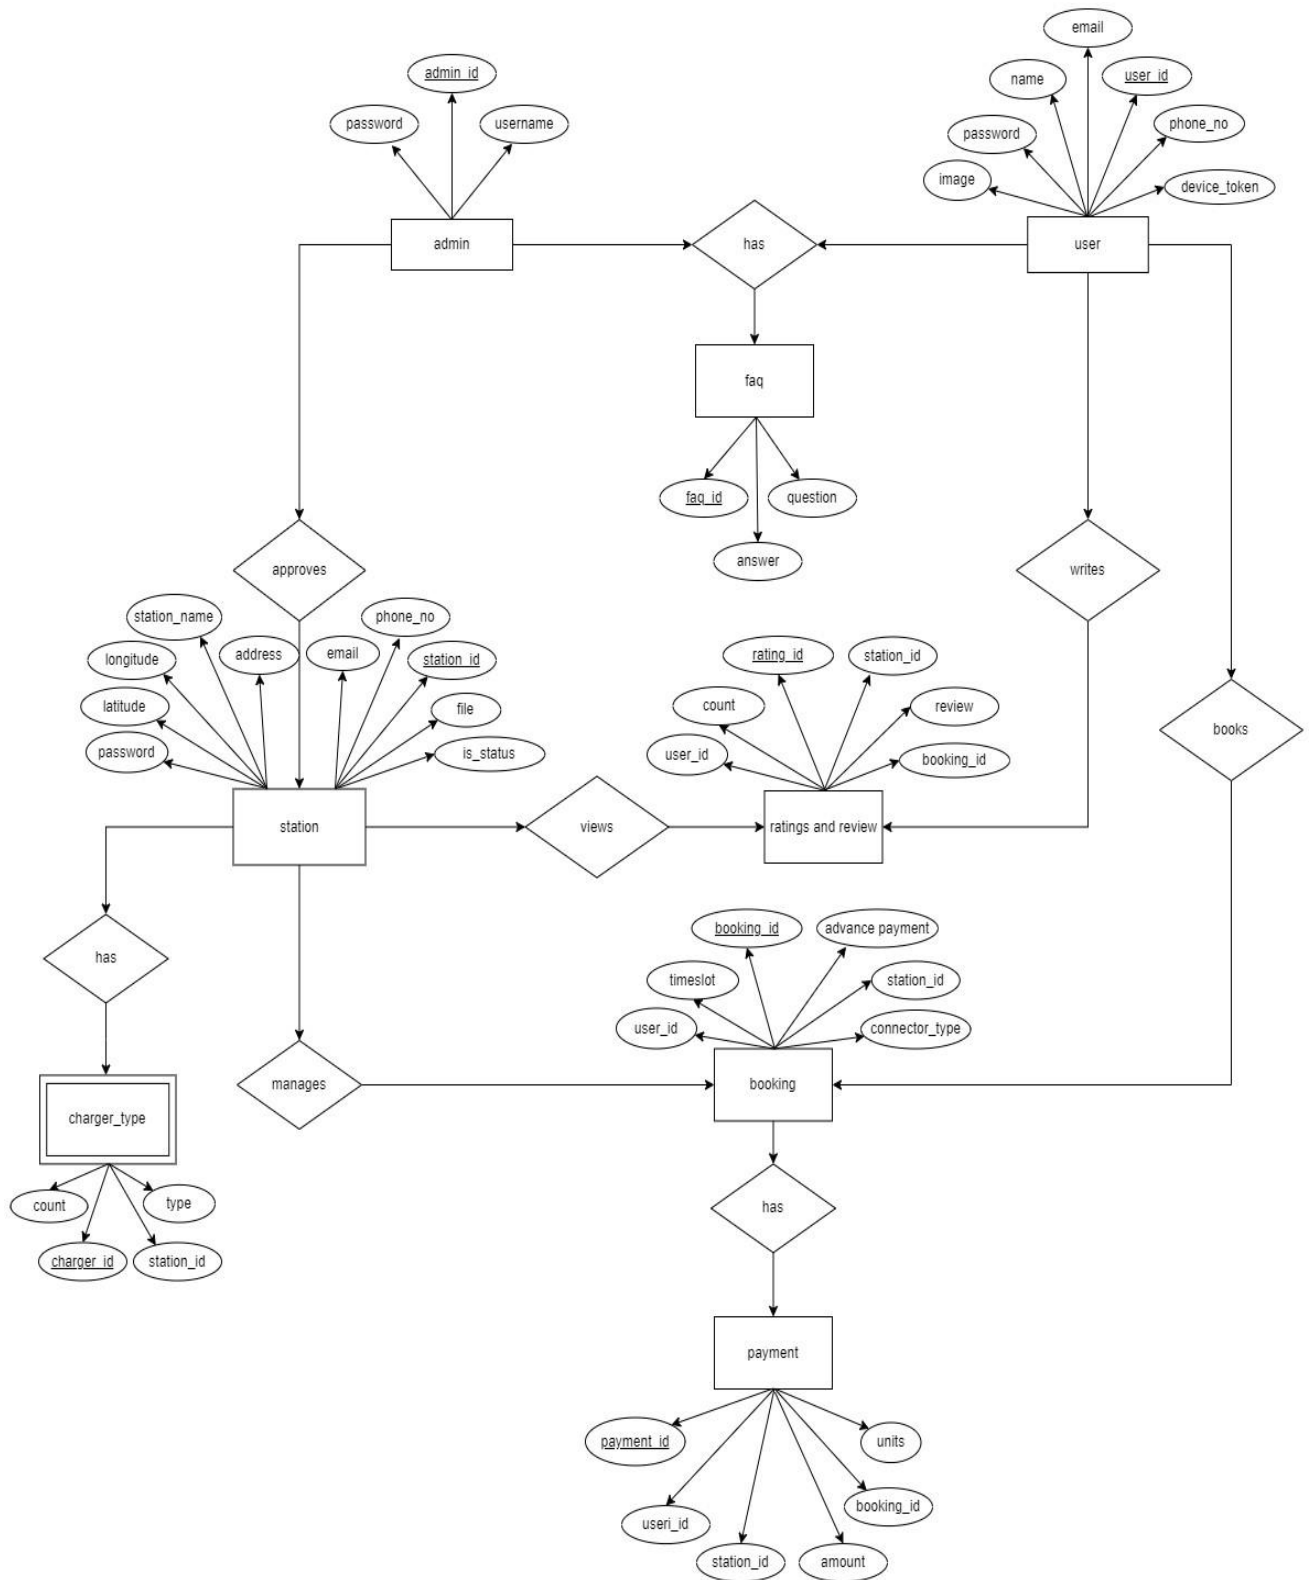 email
admin_id
name
user_id
password
username
password
phone_no
image
device_token
admin
has
user
faq
faq_id
question
answer
approves
writes
station_name
phone_no
longitude
address
email
station_id
rating_id
station_id
latitude
file
count
review
password
is_status
user_id
booking_id
books
station
views
ratings and review
booking_id
advance payment
has
timeslot
station_id
user_id
connector_type
manages
booking
charger_type
count
type
has
charger_id
station_id
payment
payment_id
units
useri_id
booking_id
station_id
amount